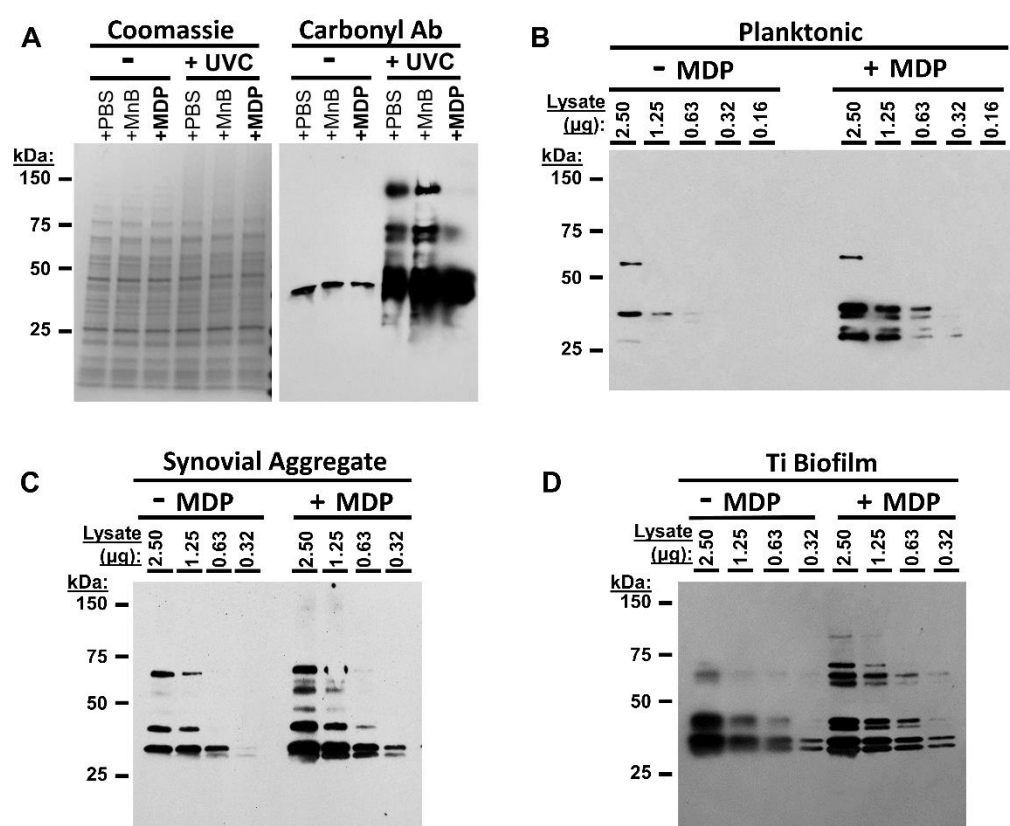 A
Coomassie
Carbonyl Ab
- + UVC - + UVC
+PBS +MnB +MDP +PBS +MnB +MDP +PBS +MnB +MDP +PBS +MnB +MDP
kDa:
150
75
50
25
B
Planktonic
- MDP + MDP
Lysate
(µg): 2.50 1.25 0.63 0.32 0.16 2.50 1.25 0.63 0.32 0.16
kDa:
150
75
50
25
C
Synovial Aggregate
- MDP + MDP
Lysate
(µg): 2.50 1.25 0.63 0.32 2.50 1.25 0.63 0.32
kDa:
150
75
50
25
D
Ti Biofilm
- MDP + MDP
Lysate
(µg): 2.50 1.25 0.63 0.32 2.50 1.25 0.63 0.32
kDa:
150
75
50
25